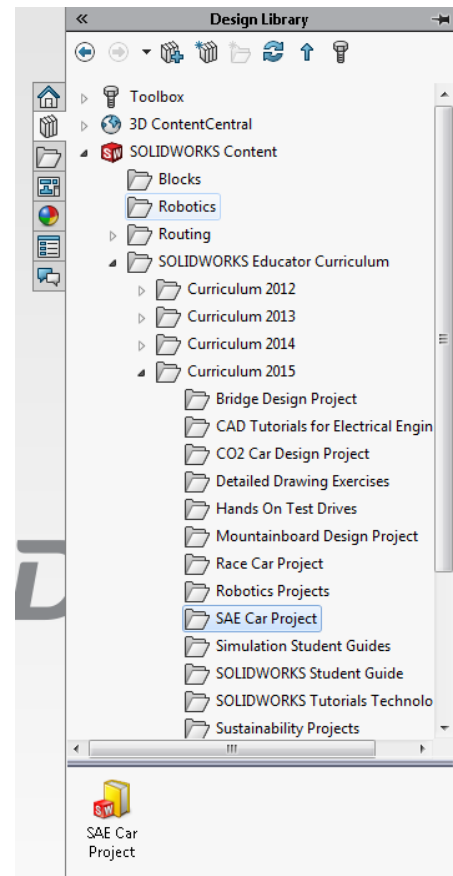 Design Library
Toolbox
3D ContentCentral
SOLIDWORKS Content
Blocks
Robotics
Routing
SOLIDWORKS Educator Curriculum
Curriculum 2012
Curriculum 2013
Curriculum 2014
Curriculum 2015
Bridge Design Project
CAD Tutorials for Electrical Engin
CO2 Car Design Project
Detailed Drawing Exercises
Hands On Test Drives
Mountainboard Design Project
Race Car Project
Robotics Projects
SAE Car Project
Simulation Student Guides
SOLIDWORKS Student Guide
SOLIDWORKS Tutorials Technolo
Sustainability Projects
SAE Car
Project